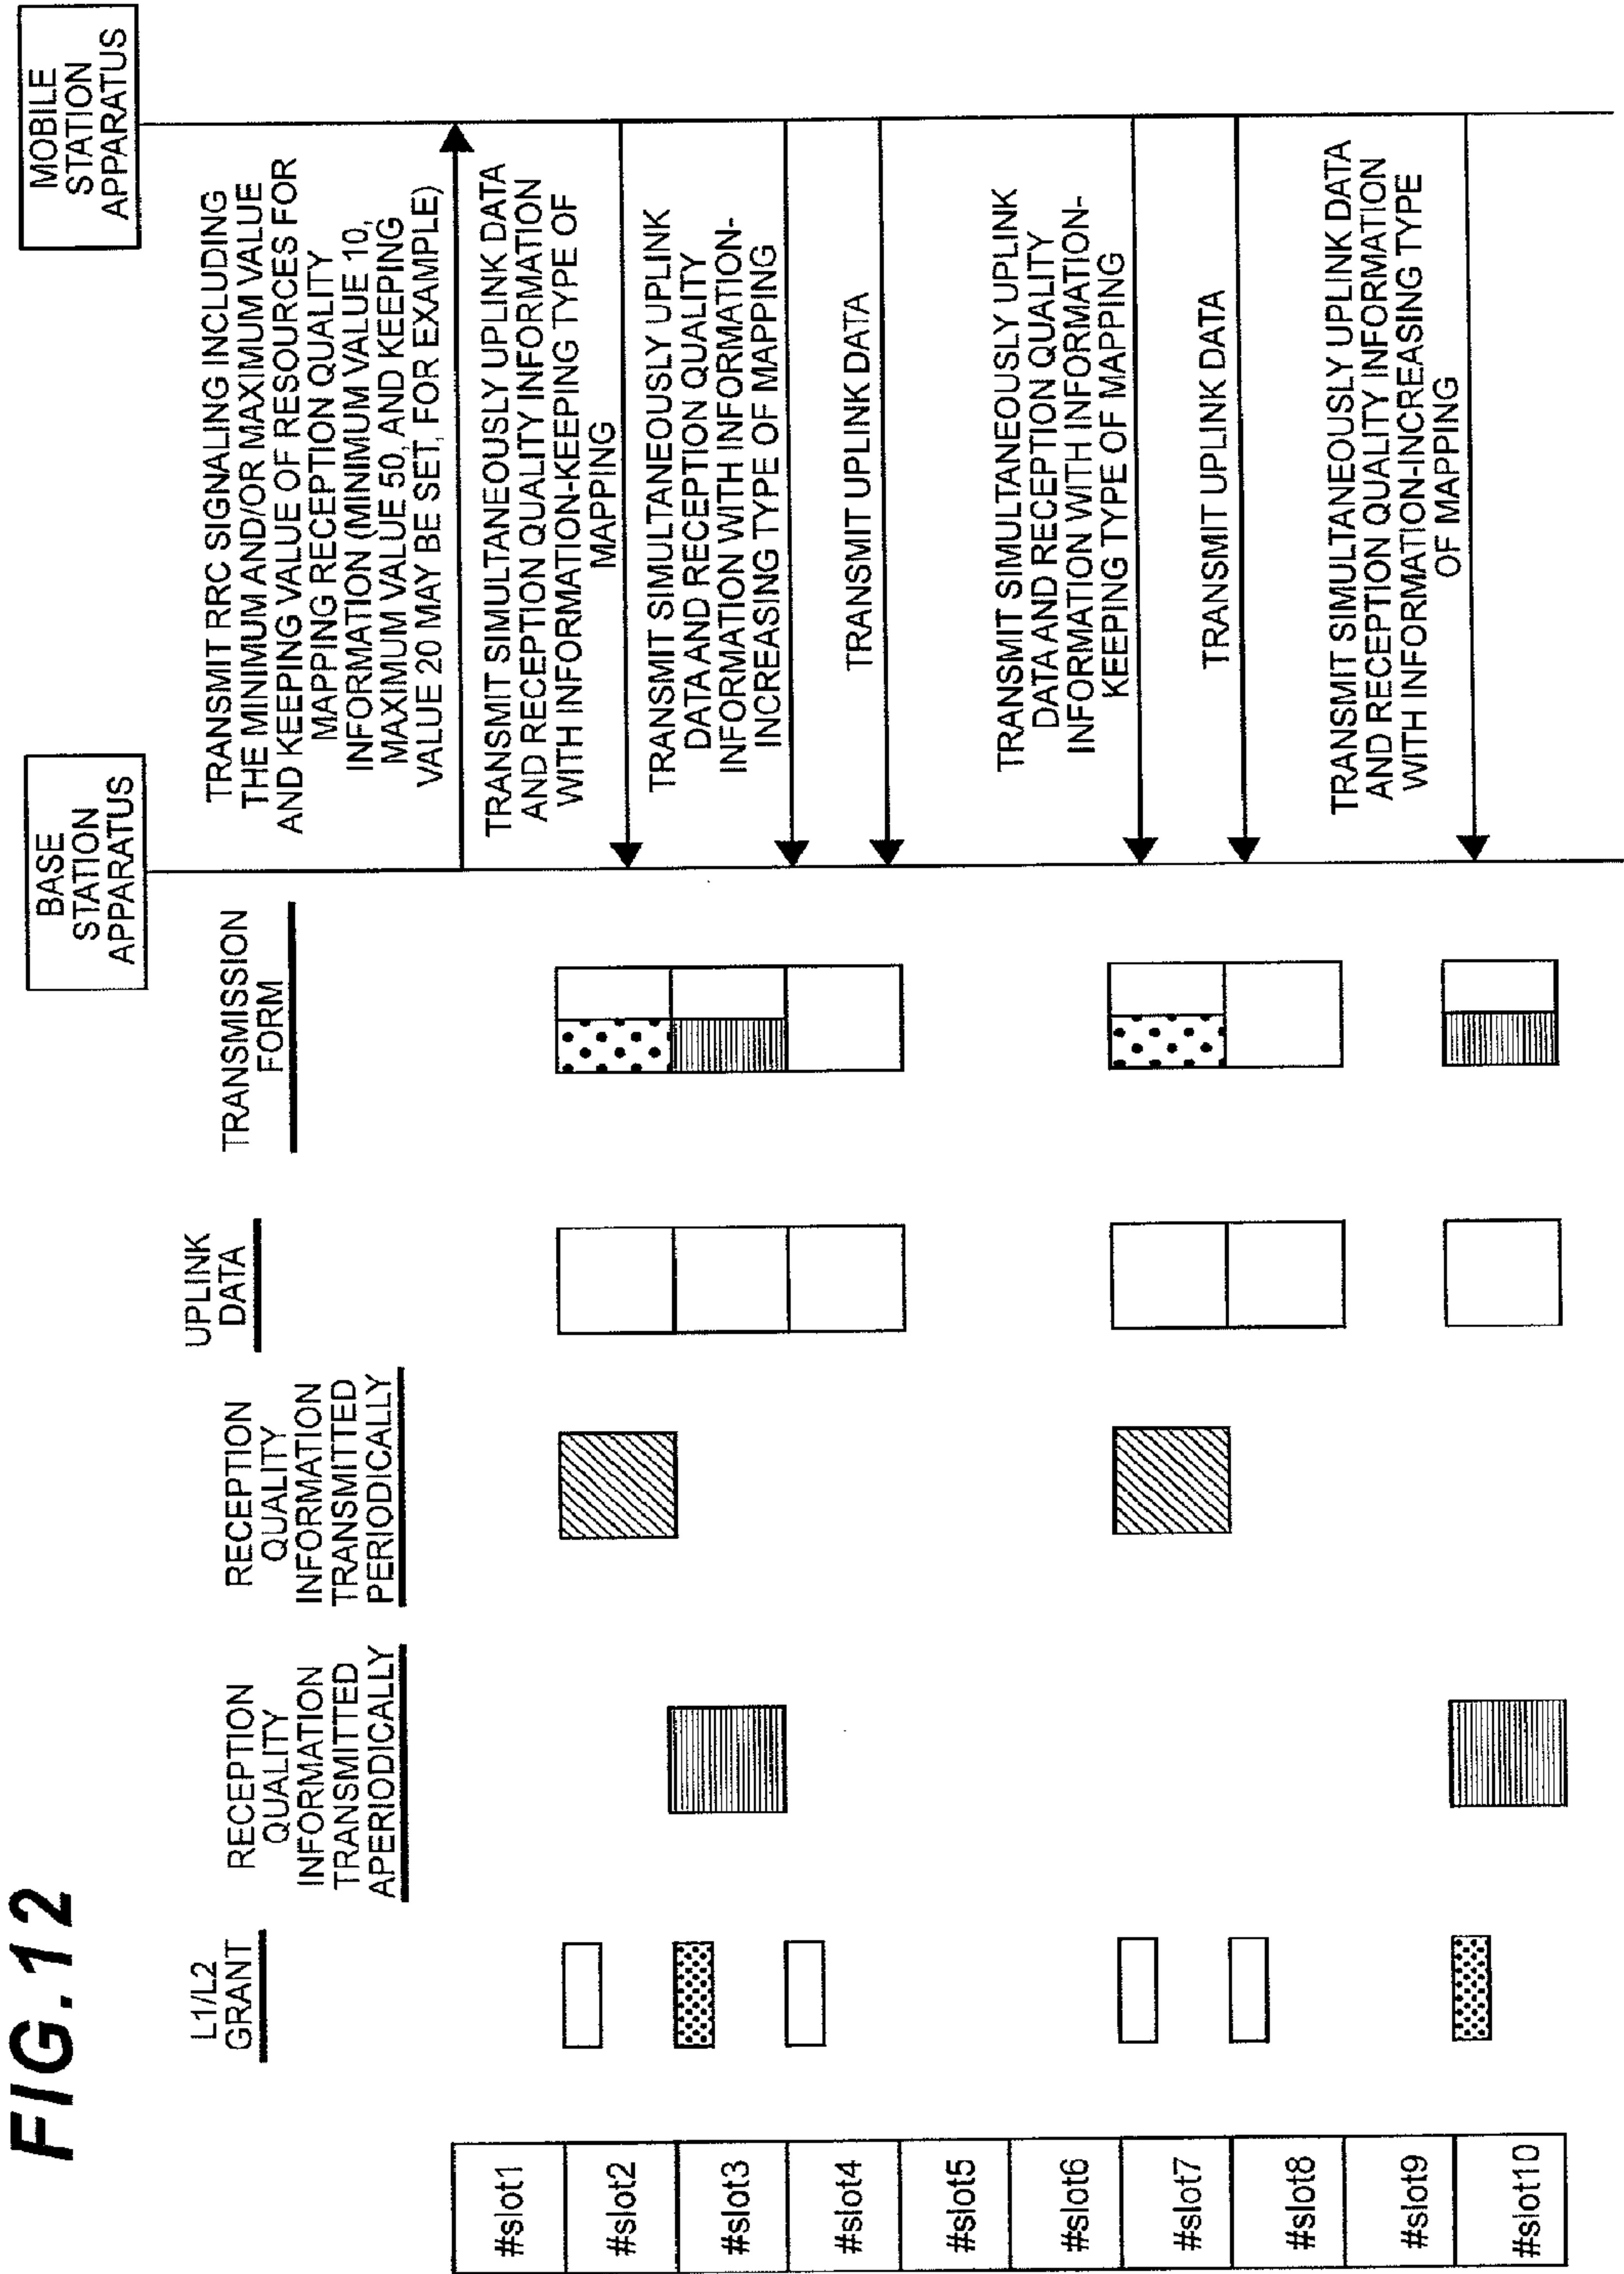 FIG.12
L1/L2
GRANT
RECEPTION
QUALITY
INFORMATION
TRANSMITTED
APERIODICALLY
RECEPTION
QUALITY
INFORMATION
TRANSMITTED
PERIODICALLY
UPLINK
DATA
TRANSMISSION
FORM
BASE
STATION
APPARATUS
MOBILE
STATION
APPARATUS
#slot1
#slot2
#slot3
#slot4
#slot5
#slot6
#slot7
#slot8
#slot9
#slot10
TRANSMIT RRC SIGNALING INCLUDING
THE MINIMUM AND/OR MAXIMUM VALUE
AND KEEPING VALUE OF RESOURCES FOR
MAPPING RECEPTION QUALITY
INFORMATION (MINIMUM VALUE 10,
MAXIMUM VALUE 50, AND KEEPING
VALUE 20 MAY BE SET, FOR EXAMPLE)
TRANSMIT SIMULTANEOUSLY UPLINK DATA
AND RECEPTION QUALITY INFORMATION
WITH INFORMATION-KEEPING TYPE OF
MAPPING
TRANSMIT SIMULTANEOUSLY UPLINK
DATA AND RECEPTION QUALITY
INFORMATION WITH INFORMATION-
INCREASING TYPE OF MAPPING
TRANSMIT UPLINK DATA
TRANSMIT SIMULTANEOUSLY UPLINK
DATA AND RECEPTION QUALITY
INFORMATION WITH INFORMATION-
KEEPING TYPE OF MAPPING
TRANSMIT UPLINK DATA
TRANSMIT SIMULTANEOUSLY UPLINK DATA
AND RECEPTION QUALITY INFORMATION
WITH INFORMATION-INCREASING TYPE
OF MAPPING